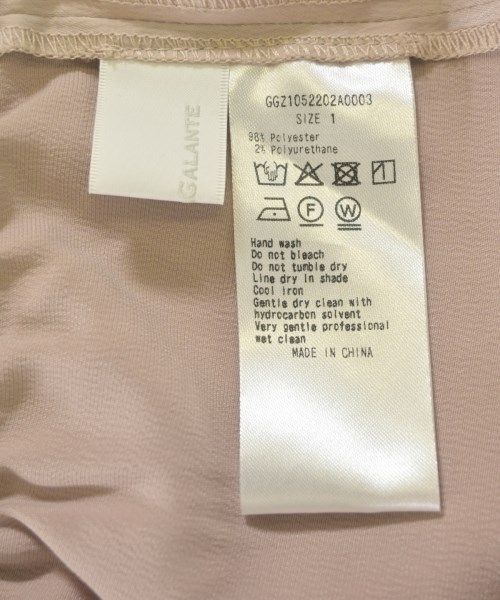 GALANTE
GGZ1052202A0003
SIZE 1
98% Polyester
2% Polyurethane
F W
Hand wash
Do not bleach
Do not tumble dry
Line dry in shade
Cool iron
Gentle dry clean with
hydrocarbon solvent
Very gentle professional
wet clean
MADE IN CHINA